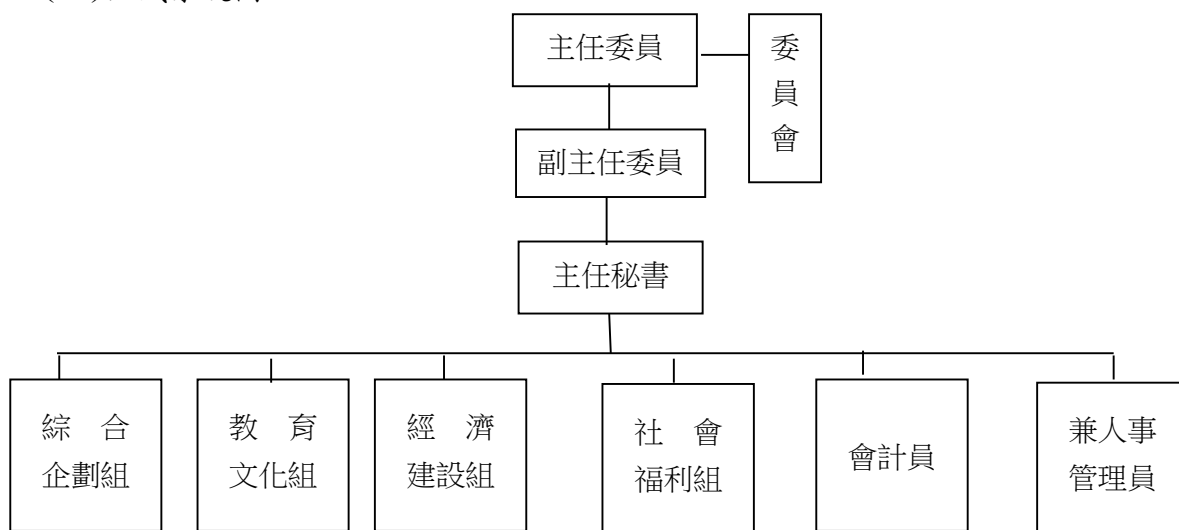 主任委員
委員會
副主任委員
主任秘書
綜 合
企劃組
教 育
文化組
經 濟
建設組
社 會
福利組
會計員
兼人事
管理員